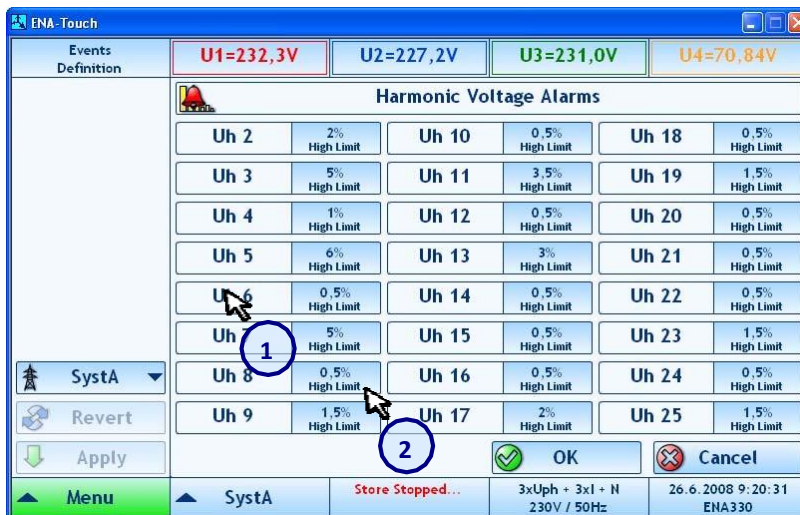 ENA-Touch
Events
Definition
U1=232,3V
U2=227,2V
U3=231,0V
U4=70,84V
Harmonic Voltage Alarms
Uh 2
2%
High Limit
Uh 10
0,5%
High Limit
Uh 18
0,5%
High Limit
Uh 3
5%
High Limit
Uh 11
3,5%
High Limit
Uh 19
1,5%
High Limit
Uh 4
1%
High Limit
Uh 12
0,5%
High Limit
Uh 20
0,5%
High Limit
Uh 5
6%
High Limit
Uh 13
3%
High Limit
Uh 21
0,5%
High Limit
Uh 6
0,5%
High Limit
Uh 14
0,5%
High Limit
Uh 22
0,5%
High Limit
Uh
5%
High Limit
Uh 15
0,5%
High Limit
Uh 23
1,5%
High Limit
1
SystA
Uh 8
0,5%
High Limit
Uh 16
0,5%
High Limit
Uh 24
0,5%
High Limit
Revert
Uh 9
1,5%
High Limit
Uh 17
2%
High Limit
Uh 25
1,5%
High Limit
2
Apply
OK
Cancel
Menu
SystA
Store Stopped...
3xUph + 3xI + N
230V / 50Hz
26.6.2008 9:20:31
ENA330